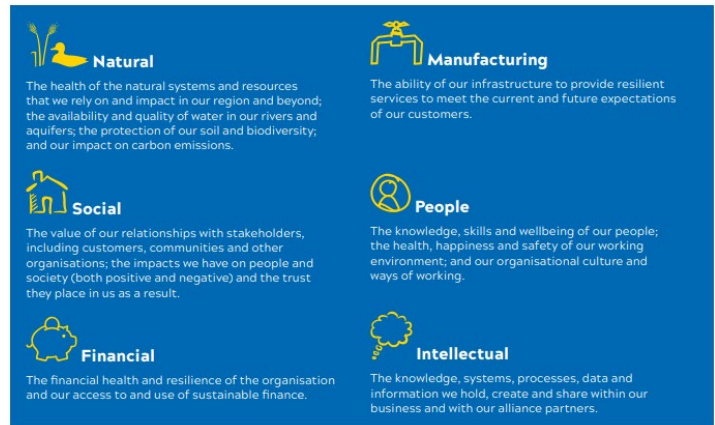 Natural
The health of the natural systems and resources
that we rely on and impact in our region and beyond;
the availability and quality of water in our rivers and
aquifers; the protection of our soil and biodiversity;
and our impact on carbon emissions.
Manufacturing
The ability of our infrastructure to provide resilient
services to meet the current and future expectations
of our customers.
Social
The value of our relationships with stakeholders,
including customers, communities and other
organisations; the impacts we have on people and
society (both positive and negative) and the trust
they place in us as a result.
People
The knowledge, skills and wellbeing of our people;
the health, happiness and safety of our working
environment; and our organisational culture and
ways of working.
Financial
The financial health and resilience of the organisation
and our access to and use of sustainable finance.
Intellectual
The knowledge, systems, processes, data and
information we hold, create and share within our
business and with our alliance partners.